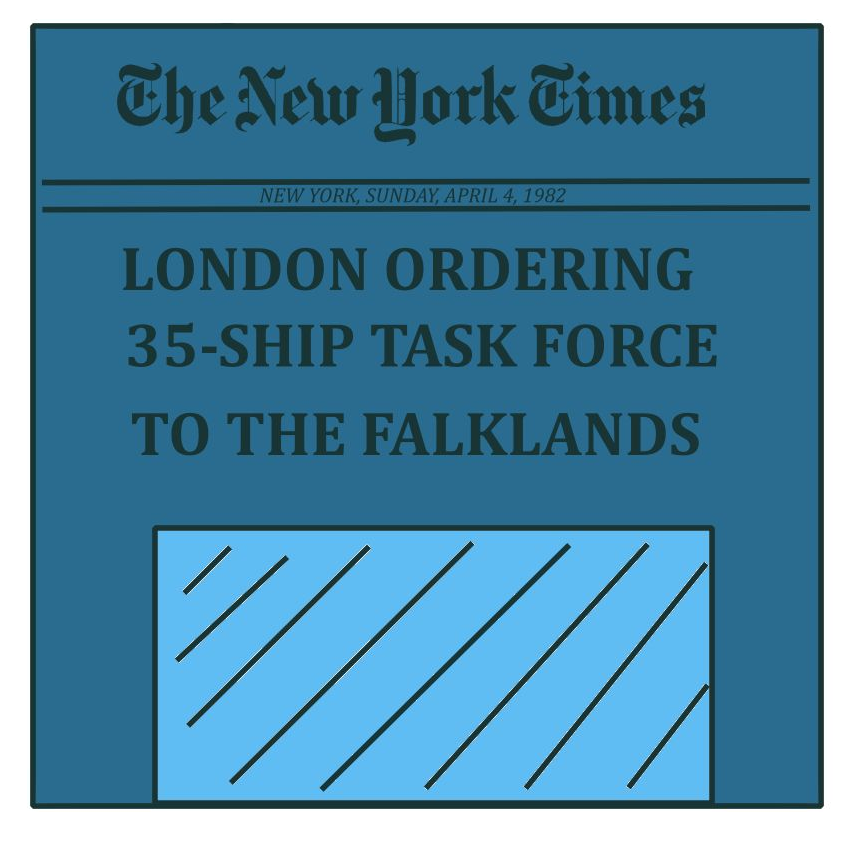 The New York Times
NEW YORK, SUNDAY, APRIL 4, 1982
LONDON ORDERING
35-SHIP TASK FORCE
TO THE FALKLANDS